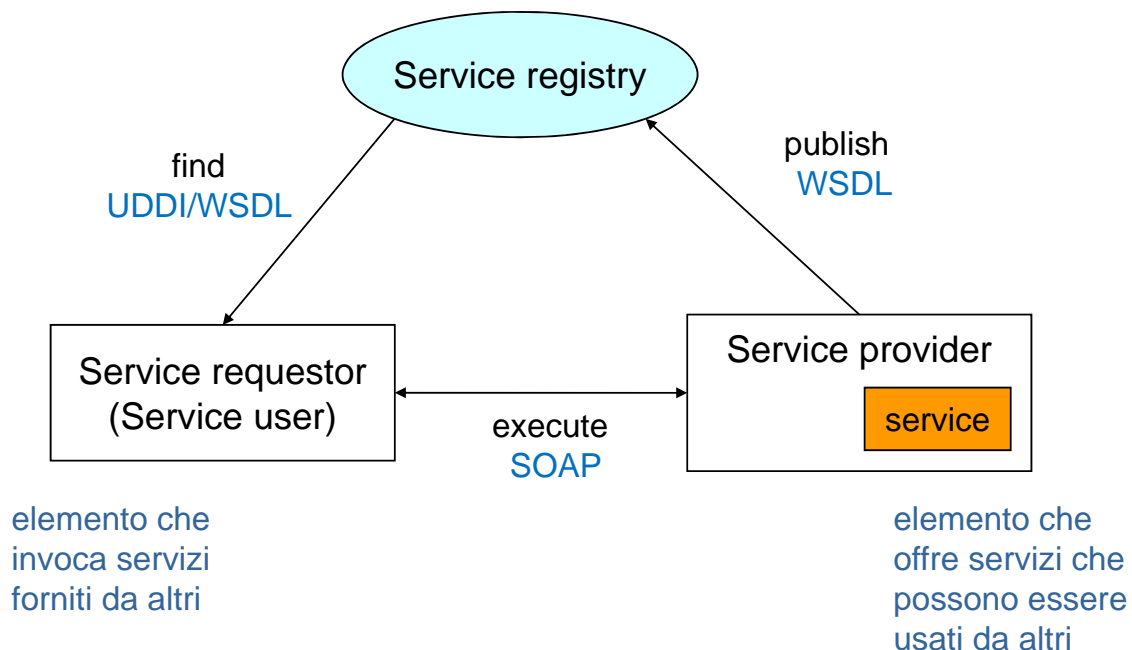 Service registry
find
UDDI/WSDL
publish
WSDL
Service requestor
(Service user)
execute
SOAP
Service provider
service
elemento che
invoca servizi
forniti da altri
elemento che
offre servizi che
possono essere
usati da altri